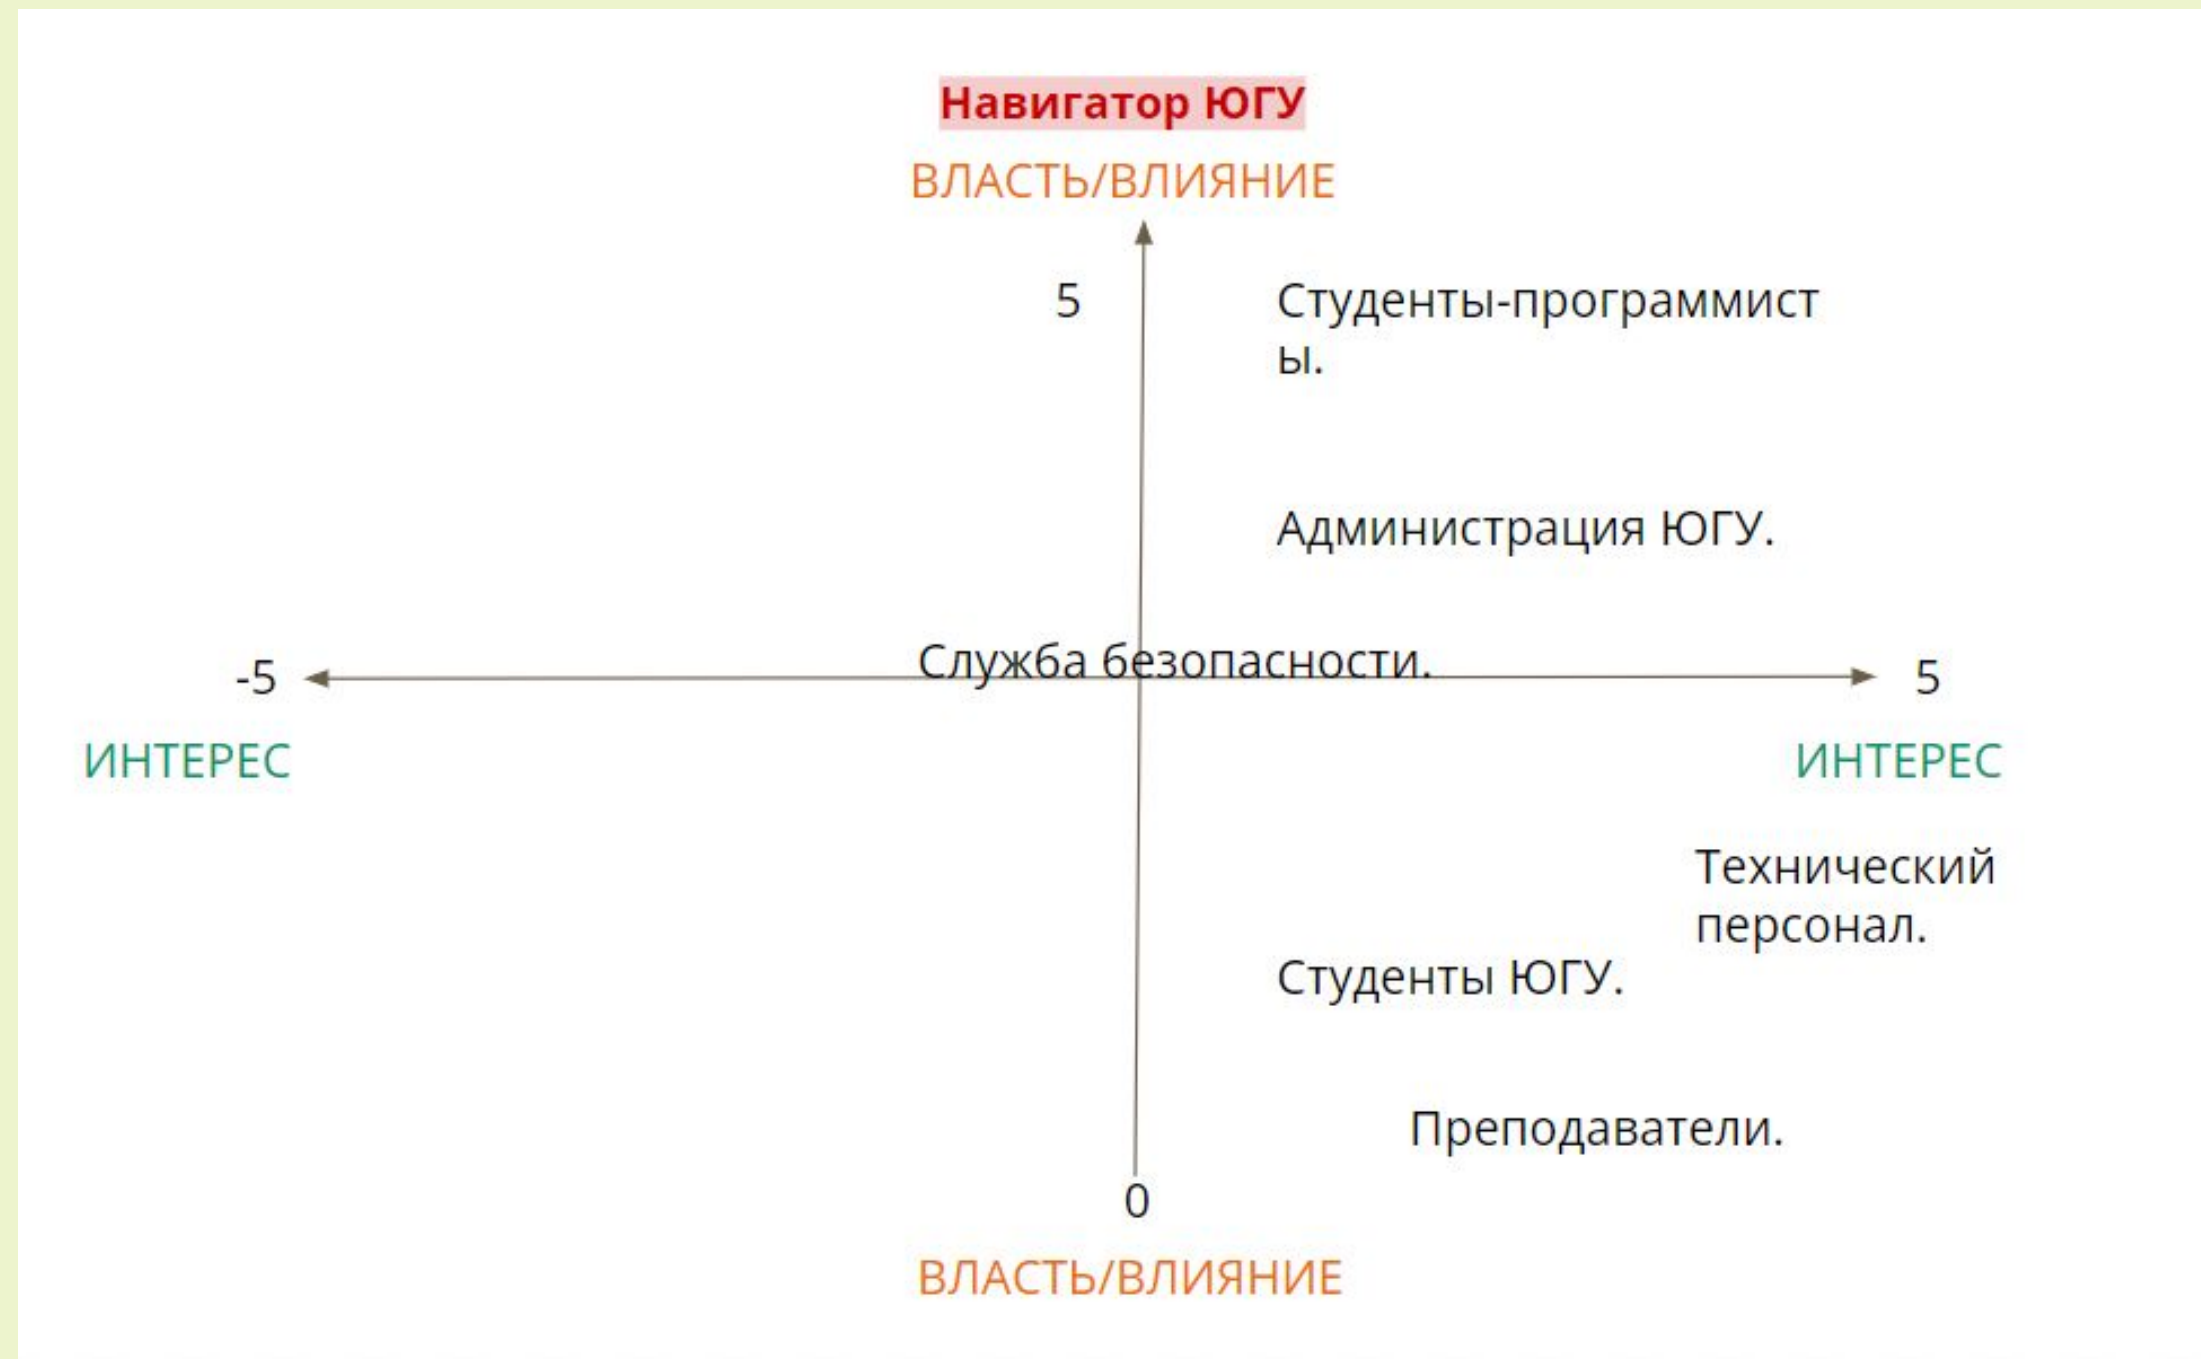 Навигатор ЮГУ
ВЛАСТЬ/ВЛИЯНИЕ
5
Студенты-программист
ы.
Администрация ЮГУ.
Служба безопасности.
-5
5
ИНТЕРЕС
ИНТЕРЕС
Технический
персонал.
Студенты ЮГУ.
Преподаватели.
0
ВЛАСТЬ/ВЛИЯНИЕ